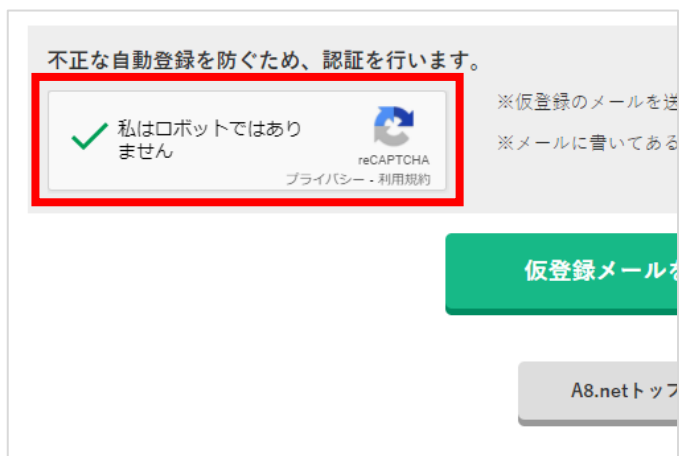 不正な自動登録を防ぐため、認証を行います。
※仮登録のメールを送
私はロボットではあり
ません
※メールに書いてある
reCAPTCHA
プライバシー - 利用規約
仮登録メールを
A8.netトップ